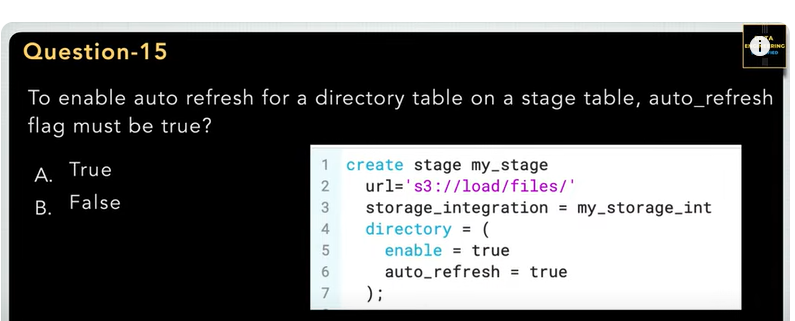 Question-15
To enable auto refresh for a directory table on a stage table, auto_refresh
flag must be true?
A. True
B. False
1 create stage my_stage
2 url='s3://load/files/'
3 storage_integration = my_storage_int
4 directory = (
5 enable = true
6 auto_refresh = true
7 );